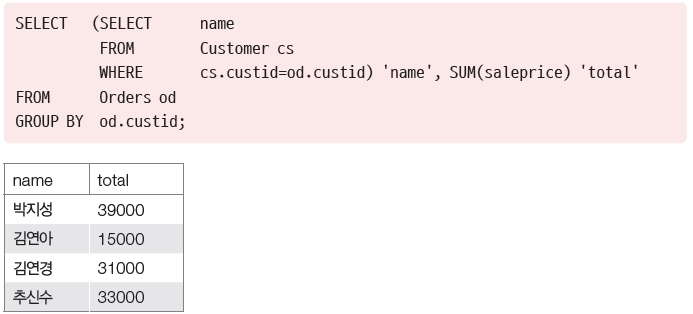 SELECT (SELECT name
FROM Customer cs
WHERE cs.custid=od.custid) 'name', SUM(saleprice) 'total'
FROM Orders od
GROUP BY od.custid;
name total
박지성 39000
김연아 15000
김연경 31000
추신수 33000